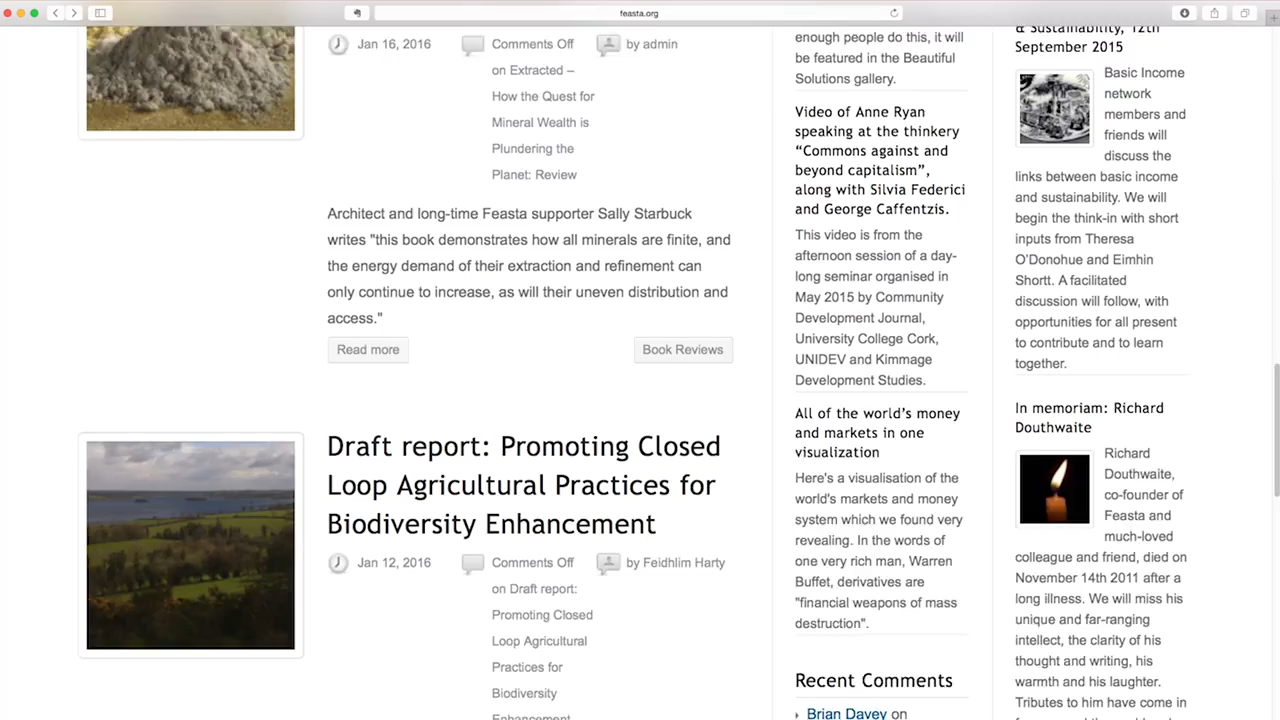 feasta.org
Jan 16, 2016
Comments Off
on Extracted –
How the Quest for
Mineral Wealth is
Plundering the
Planet: Review
by admin
Architect and long-time Feasta supporter Sally Starbuck
writes "this book demonstrates how all minerals are finite, and
the energy demand of their extraction and refinement can
only continue to increase, as will their uneven distribution and
access."
Read more
Book Reviews
Draft report: Promoting Closed
Loop Agricultural Practices for
Biodiversity Enhancement
Jan 12, 2016
Comments Off
on Draft report:
Promoting Closed
Loop Agricultural
Practices for
Biodiversity
Enhancement
by Feidhlim Harty
enough people do this, it will
be featured in the Beautiful
Solutions gallery.
Video of Anne Ryan
speaking at the thinkery
“Commons against and
beyond capitalism”,
along with Silvia Federici
and George Caffentzis.
This video is from the
afternoon session of a day-
long seminar organised in
May 2015 by Community
Development Journal,
University College Cork,
UNIDEV and Kimmage
Development Studies.
All of the world’s money
and markets in one
visualization
Here's a visualisation of the
world's markets and money
system which we found very
revealing. In the words of
one very rich man, Warren
Buffet, derivatives are
"financial weapons of mass
destruction".
Recent Comments
Brian Davey on
& Sustainability, 12th
September 2015
Basic Income
network
members and
friends will
discuss the
links between basic income
and sustainability. We will
begin the think-in with short
inputs from Theresa
O'Donohue and Eimhin
Shortt. A facilitated
discussion will follow, with
opportunities for all present
to contribute and to learn
together.
In memoriam: Richard
Douthwaite
Richard
Douthwaite,
co-founder of
Feasta and
much-loved
colleague and friend, died on
November 14th 2011 after a
long illness. We will miss his
unique and far-ranging
intellect, the clarity of his
thought and writing, his
warmth and his laughter.
Tributes to him have come in